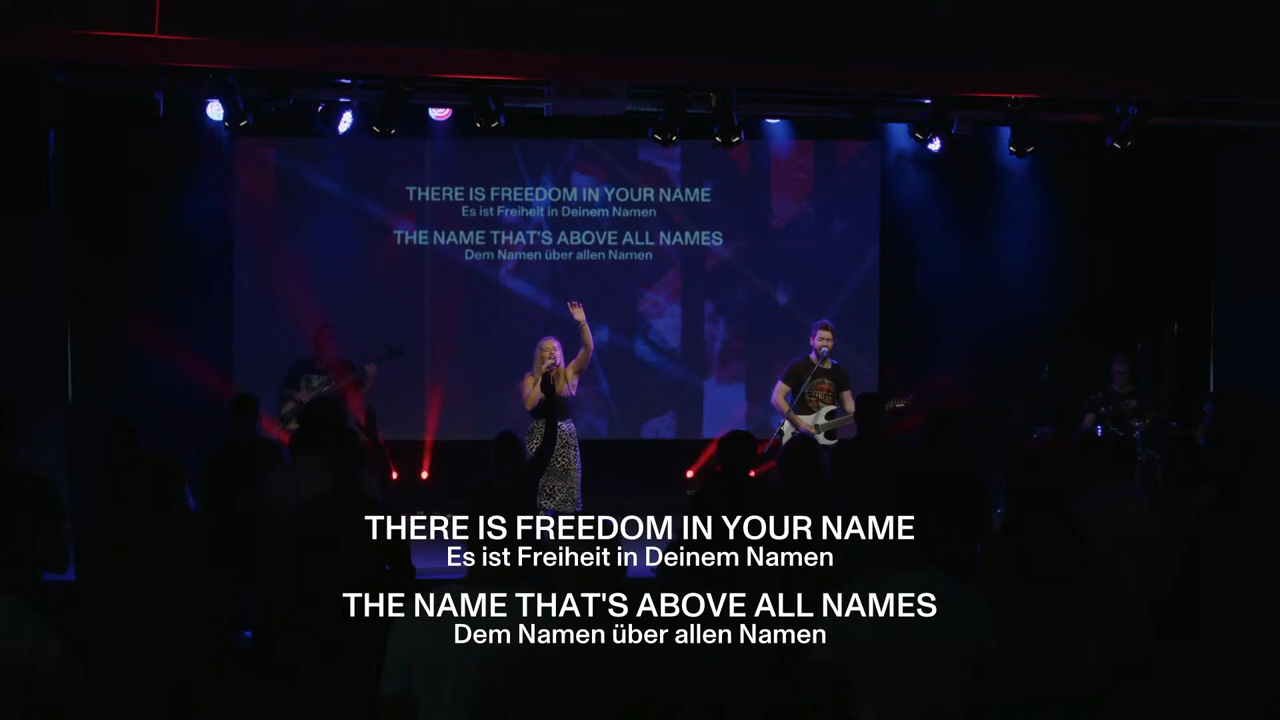 THERE IS FREEDOM IN YOUR NAME
Es ist Freiheit in Deinem Namen
THE NAME THAT'S ABOVE ALL NAMES
Dem Namen über allen Namen
THERE IS FREEDOM IN YOUR NAME
Es ist Freiheit in Deinem Namen
THE NAME THAT'S ABOVE ALL NAMES
Dem Namen über allen Namen